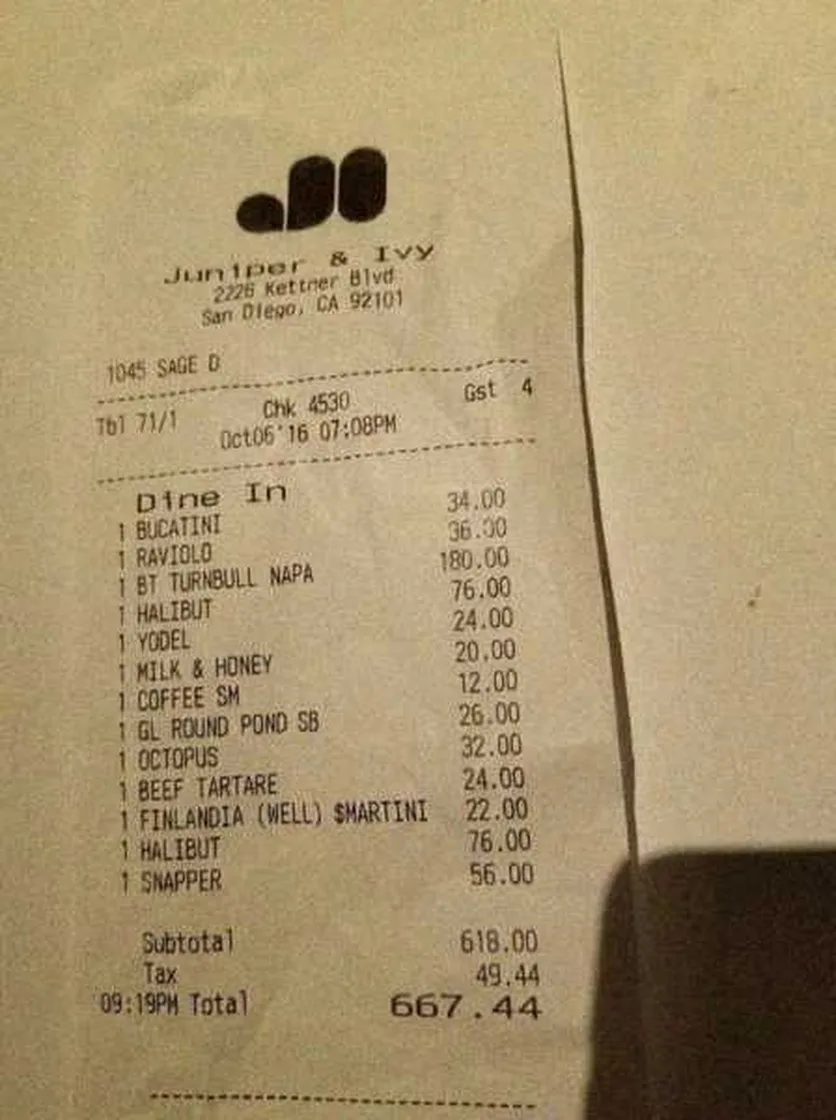 Juniper & Ivy
2226 Kettner Blvd
San Diego, CA 92101
1045 SAGE D
Tbl 71/1 Chk 4530 Gst 4
Oct06'16 07:08PM
Dine In
1 BUCATINI 34.00
1 RAVIOLO 36.00
1 BT TURNBULL NAPA 180.00
1 HALIBUT 76.00
1 YODEL 24.00
1 MILK & HONEY 20.00
1 COFFEE SM 12.00
1 GL ROUND POND SB 26.00
1 OCTOPUS 32.00
1 BEEF TARTARE 24.00
1 FINLANDIA (WELL) $MARTINI 22.00
1 HALIBUT 76.00
1 SNAPPER 56.00
Subtotal 618.00
Tax 49.44
09:19PM Total 667.44